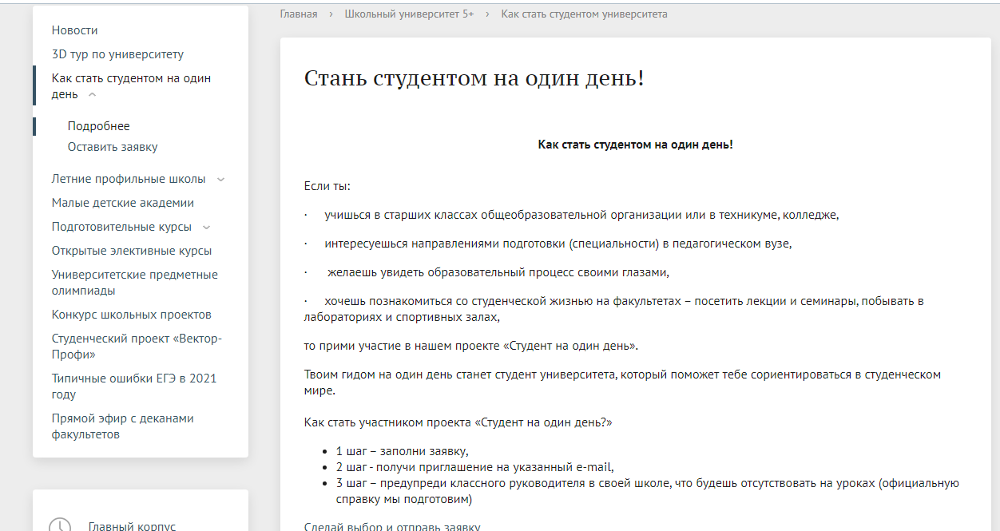 Главная › Школьный университет 5+ › Как стать студентом университета
Новости
3D тур по университету
Как стать студентом на один
день
Подробнее
Оставить заявку
Летние профильные школы
Малые детские академии
Подготовительные курсы
Открытые элективные курсы
Университетские предметные
олимпиады
Конкурс школьных проектов
Студенческий проект «Вектор-
Профи»
Типичные ошибки ЕГЭ в 2021
году
Прямой эфир с деканами
факультетов
Главный корпус
Стань студентом на один день!
Как стать студентом на один день!
Если ты:
· учишься в старших классах общеобразовательной организации или в техникуме, колледже,
· интересуешься направлениями подготовки (специальности) в педагогическом вузе,
· желаешь увидеть образовательный процесс своими глазами,
· хочешь познакомиться со студенческой жизнью на факультетах – посетить лекции и семинары, побывать в
лабораториях и спортивных залах,
то прими участие в нашем проекте «Студент на один день».
Твоим гидом на один день станет студент университета, который поможет тебе сориентироваться в студенческом
мире.
Как стать участником проекта «Студент на один день?»
• 1 шаг – заполни заявку,
• 2 шаг - получи приглашение на указанный e-mail,
• 3 шаг – предупреди классного руководителя в своей школе, что будешь отсутствовать на уроках (официальную
справку мы подготовим)
Сделай выбор и отправь заявку